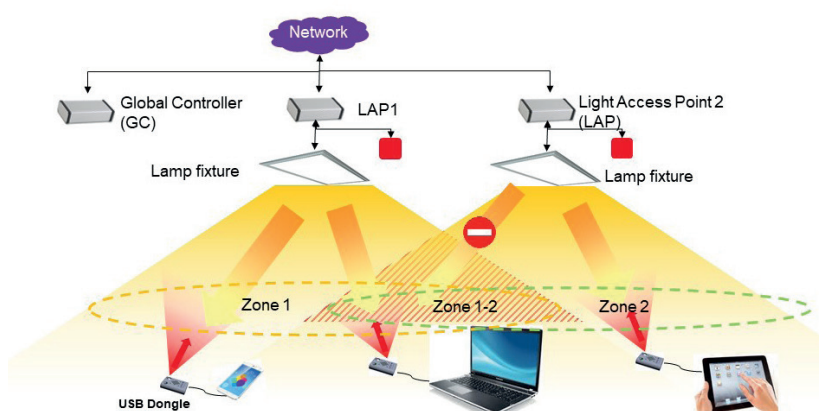 Network
Global Controller
(GC)
LAP1
Light Access Point 2
(LAP)
Lamp fixture
Lamp fixture
Zone 1
Zone 1-2
Zone 2
USB Dongle